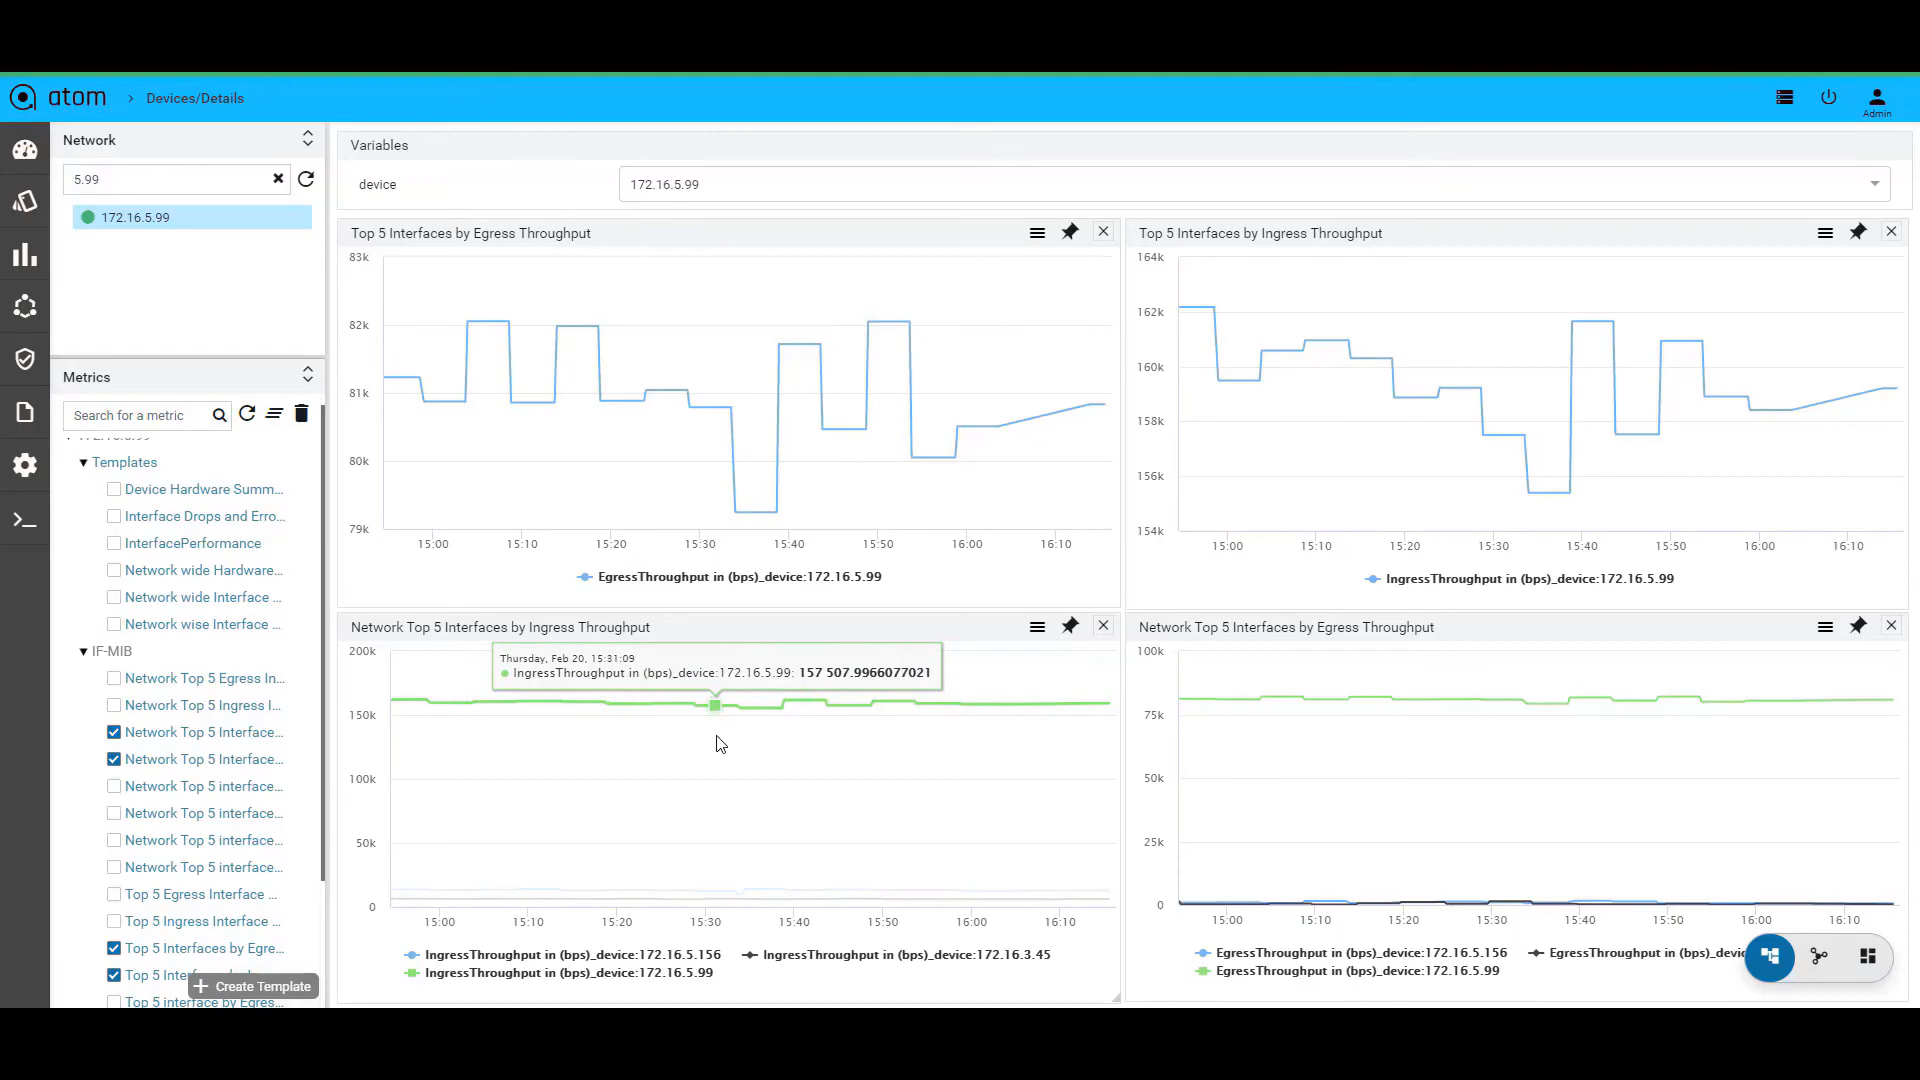 atom
Devices/Details
Admin
Network
5.99
172.16.5.99
Metrics
Search for a metric
Templates
Device Hardware Summ...
Interface Drops and Erro...
InterfacePerformance
Network wide Hardware...
Network wide Interface ...
Network wise Interface ...
IF-MIB
Network Top 5 Egress In...
Network Top 5 Ingress I...
Network Top 5 Interface...
Network Top 5 Interface...
Network Top 5 interface...
Network Top 5 interface...
Network Top 5 interface...
Network Top 5 interface...
Top 5 Egress Interface ...
Top 5 Ingress Interface ...
Top 5 Interfaces by Egre...
Top 5
Create Template
Top 5 interface by Egres...
Variables
device
172.16.5.99
Top 5 Interfaces by Egress Throughput
83k
82k
81k
80k
79k
15:00 15:10 15:20 15:30 15:40 15:50 16:00 16:10
EgressThroughput in (bps)_device:172.16.5.99
Top 5 Interfaces by Ingress Throughput
164k
162k
160k
158k
156k
154k
15:00 15:10 15:20 15:30 15:40 15:50 16:00 16:10
IngressThroughput in (bps)_device:172.16.5.99
Network Top 5 Interfaces by Ingress Throughput
200k
150k
100k
50k
0
Thursday, Feb 20, 15:31:09
IngressThroughput in (bps)_device:172.16.5.99: 157 507.9966077021
15:00 15:10 15:20 15:30 15:40 15:50 16:00 16:10
IngressThroughput in (bps)_device:172.16.5.156 IngressThroughput in (bps)_device:172.16.3.45
IngressThroughput in (bps)_device:172.16.5.99
Network Top 5 Interfaces by Egress Throughput
100k
75k
50k
25k
0
15:00 15:10 15:20 15:30 15:40 15:50 16:00 16:10
EgressThroughput in (bps)_device:172.16.5.156 EgressThroughput in (bps)_devic
EgressThroughput in (bps)_device:172.16.5.99